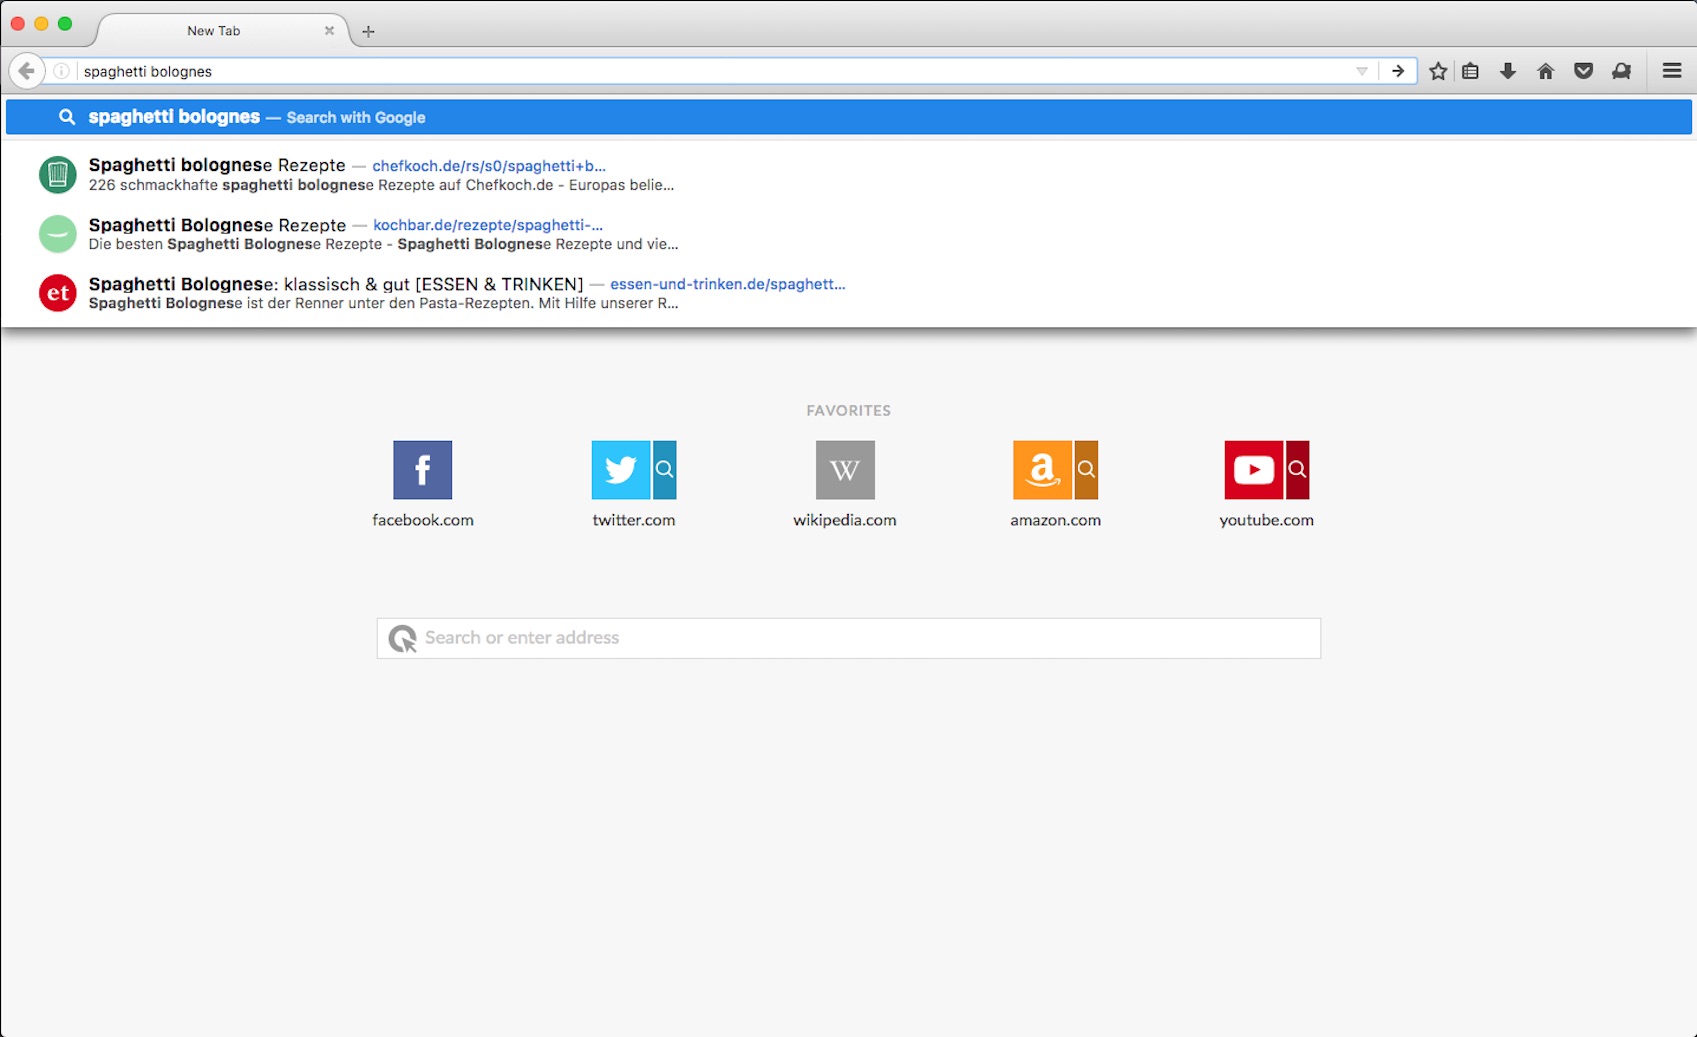 New Tab
spaghetti bolognes
spaghetti bolognes — Search with Google
Spaghetti bolognese Rezepte — chefkoch.de/rs/s0/spaghetti+b...
226 schmackhafte spaghetti bolognese Rezepte auf Chefkoch.de - Europas belie...
Spaghetti Bolognese Rezepte — kochbar.de/rezepte/spaghetti-...
Die besten Spaghetti Bolognese Rezepte - Spaghetti Bolognese Rezepte und vie...
et
Spaghetti Bolognese: klassisch & gut [ESSEN & TRINKEN] — essen-und-trinken.de/spaghett...
Spaghetti Bolognese ist der Renner unter den Pasta-Rezepten. Mit Hilfe unserer R...
FAVORITES
f W a
facebook.com twitter.com wikipedia.com amazon.com youtube.com
Search or enter address